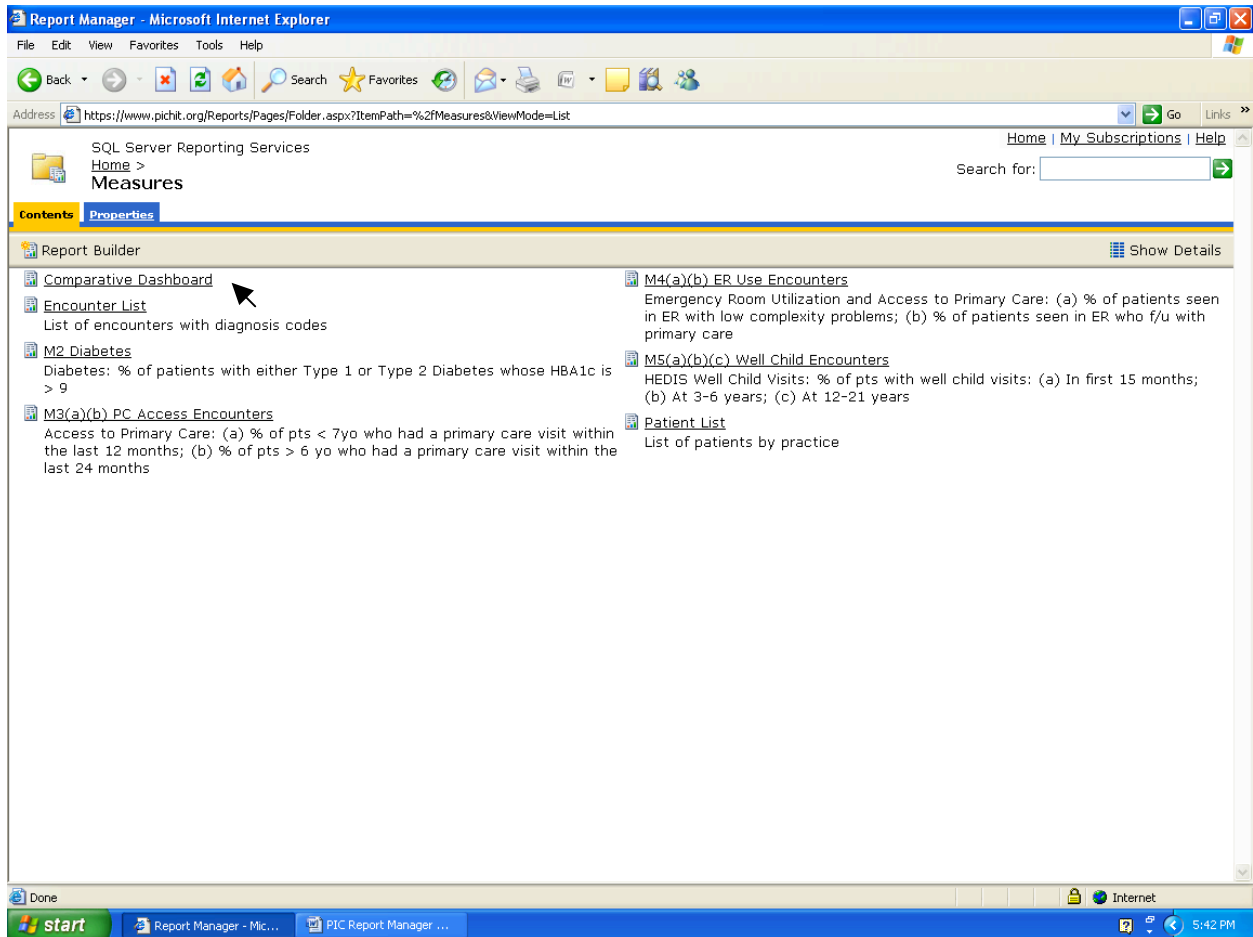 Report Manager - Microsoft Internet Explorer
File Edit View Favorites Tools Help
Back Search Favorites
Address https://www.pichit.org/Reports/Pages/Folder.aspx?ItemPath=%2fMeasures&ViewMode=List Go Links »
Home | My Subscriptions | Help
SQL Server Reporting Services
Home >
Measures
Search for:
Contents Properties
Report Builder Show Details
Comparative Dashboard
Encounter List
List of encounters with diagnosis codes
M2 Diabetes
Diabetes: % of patients with either Type 1 or Type 2 Diabetes whose HBA1c is
> 9
M3(a)(b) PC Access Encounters
Access to Primary Care: (a) % of pts < 7yo who had a primary care visit within
the last 12 months; (b) % of pts > 6 yo who had a primary care visit within the
last 24 months
M4(a)(b) ER Use Encounters
Emergency Room Utilization and Access to Primary Care: (a) % of patients seen
in ER with low complexity problems; (b) % of patients seen in ER who f/u with
primary care
M5(a)(b)(c) Well Child Encounters
HEDIS Well Child Visits: % of pts with well child visits: (a) In first 15 months;
(b) At 3-6 years; (c) At 12-21 years
Patient List
List of patients by practice
Done Internet
start Report Manager - Mic... PIC Report Manager ... 5:42 PM